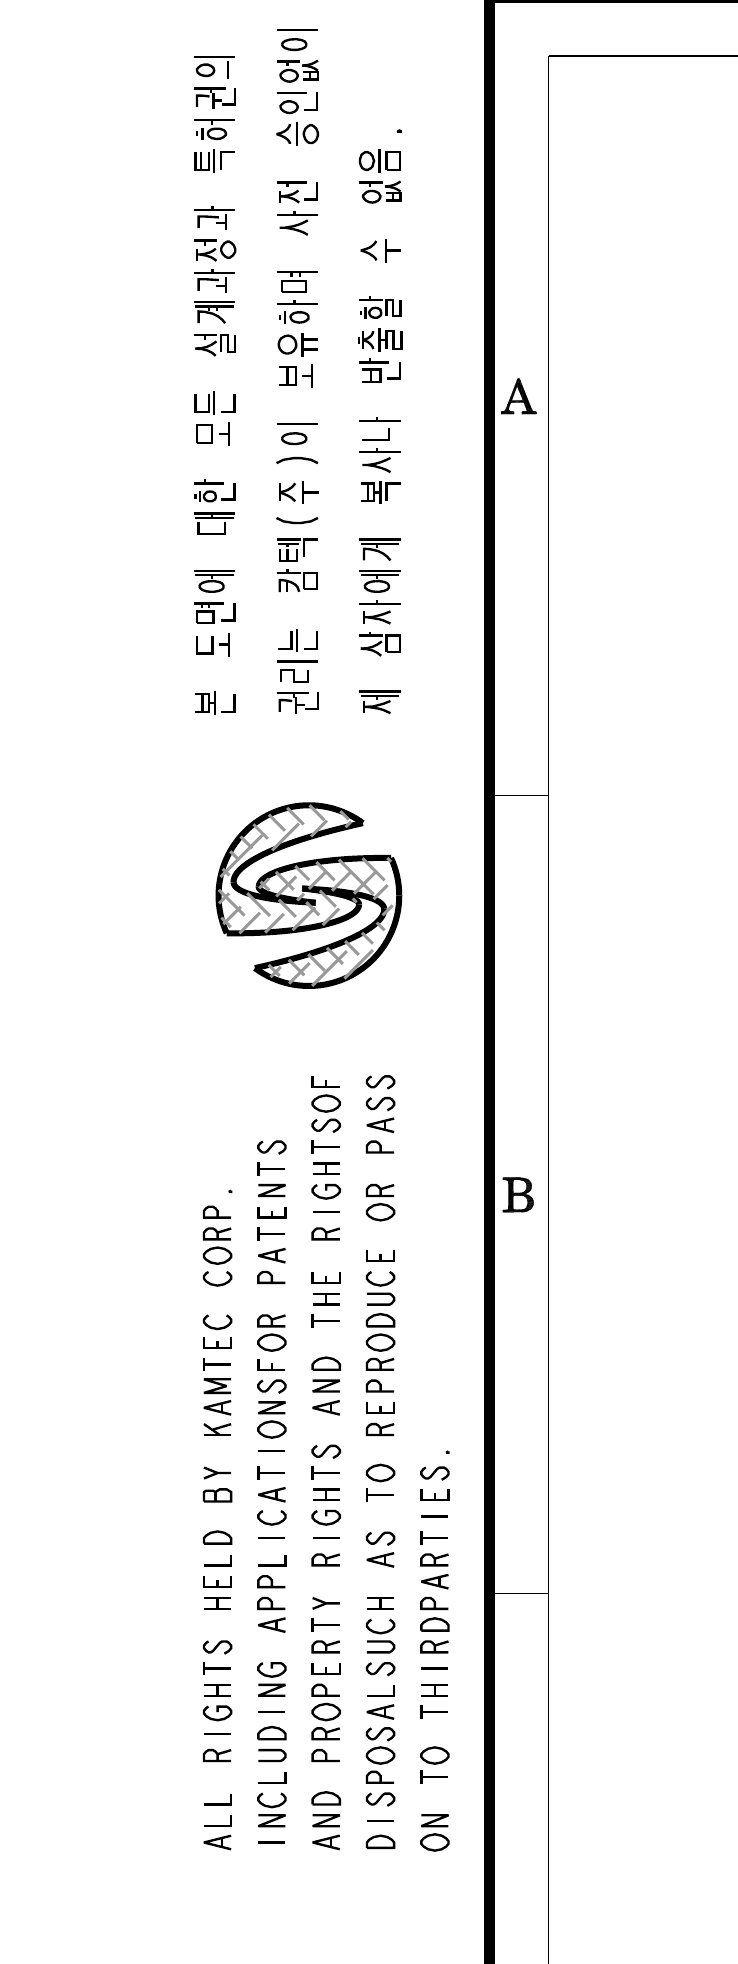 본 도면에 대한 모든 설계과정과 특허권의
권리는 캄텍(주)이 보유하며 사전 승인없이
제 삼자에게 복사나 반출할 수 없음.
ALL RIGHTS HELD BY KAMTEC CORP.
INCLUDING APPLICATIONSFOR PATENTS
AND PROPERTY RIGHTS AND THE RIGHTSOF
DISPOSALSUCH AS TO REPRODUCE OR PASS
ON TO THIRDPARTIES.
A
B